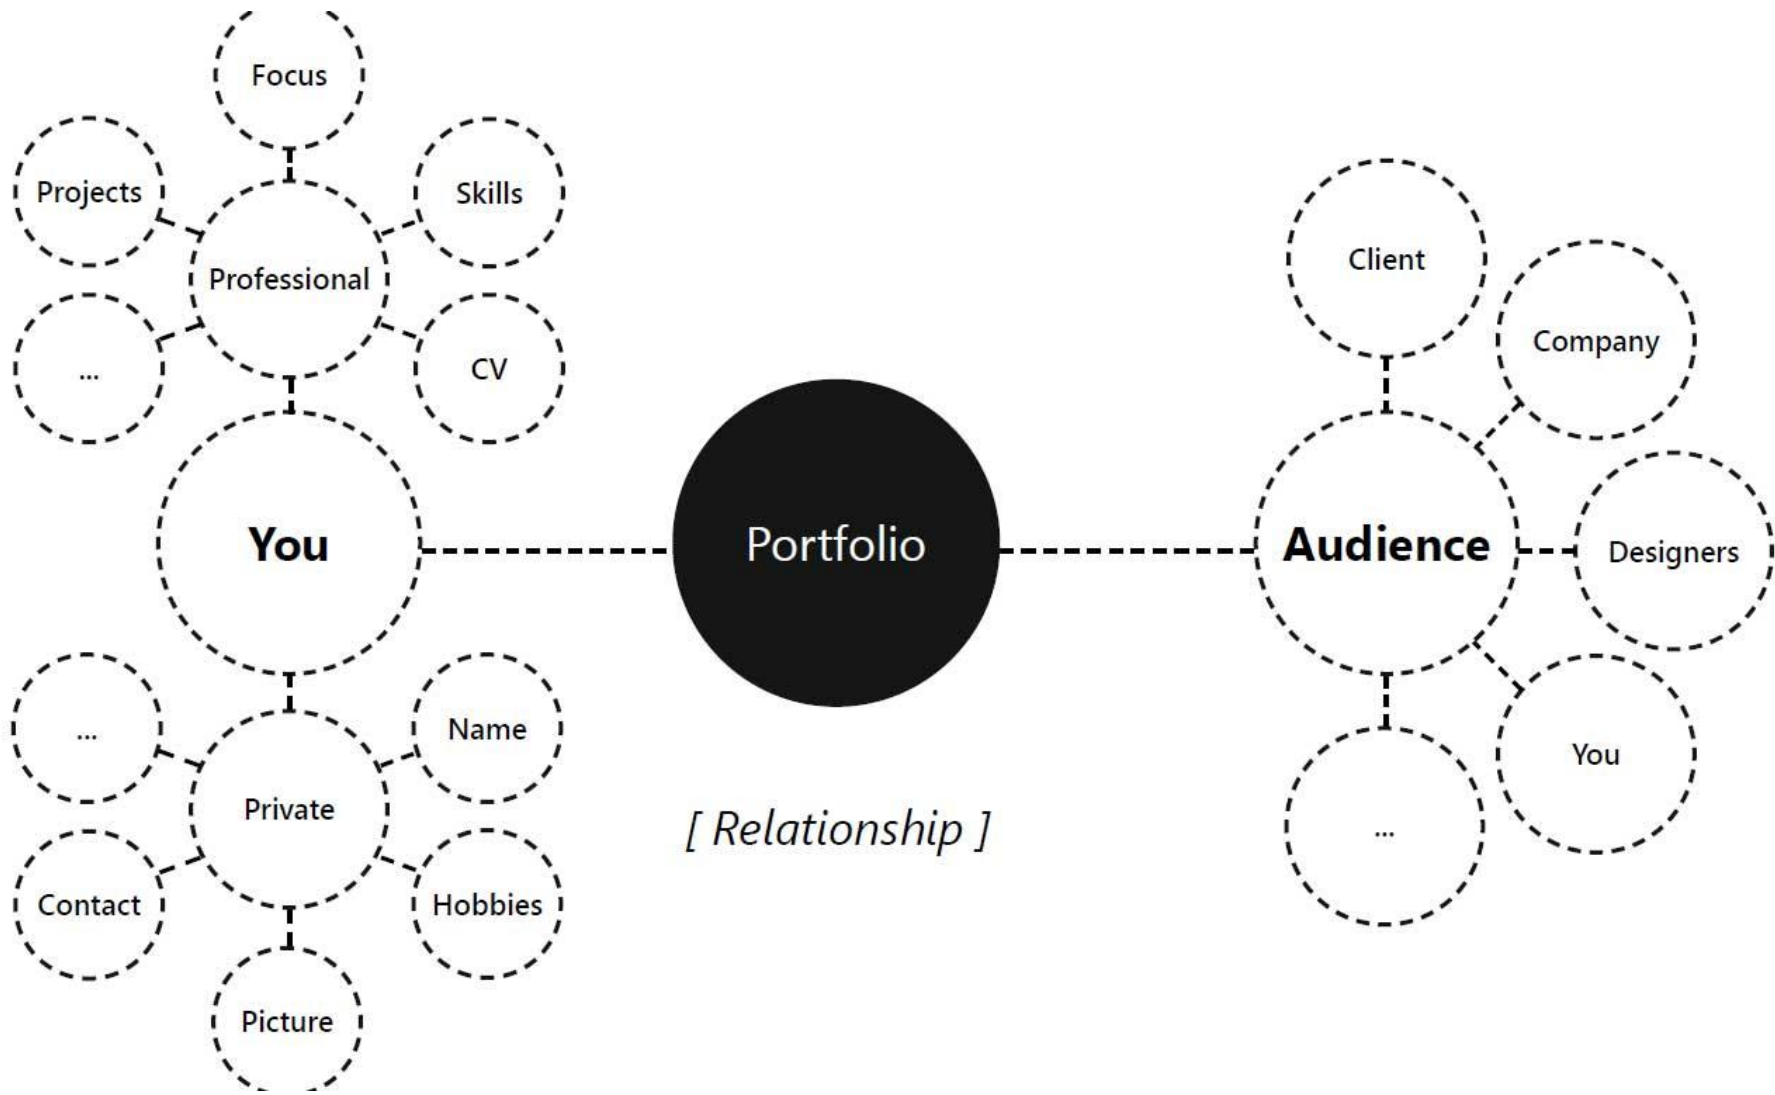 Focus
Projects
Skills
Professional
...
CV
You
Portfolio
Audience
Client
Company
Designers
You
...
...
Name
Private
Contact
Hobbies
Picture
[ Relationship ]